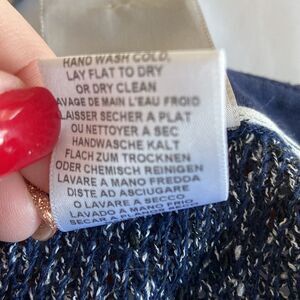 HAND WASH COLD,
LAY FLAT TO DRY
OR DRY CLEAN
LAVAGE DE MAIN L'EAU FROID
LAISSER SECHER A PLAT
OU NETTOYER A SEC
HANDWASCHE KALT
FLACH ZUM TROCKNEN
ODER CHEMISCH REINIGEN
LAVARE A MANO FREDDA
DISTE AD ASCIUGARE
O LAVARE A SECCA
LAVADO A MANO FRIO,
SECAR A